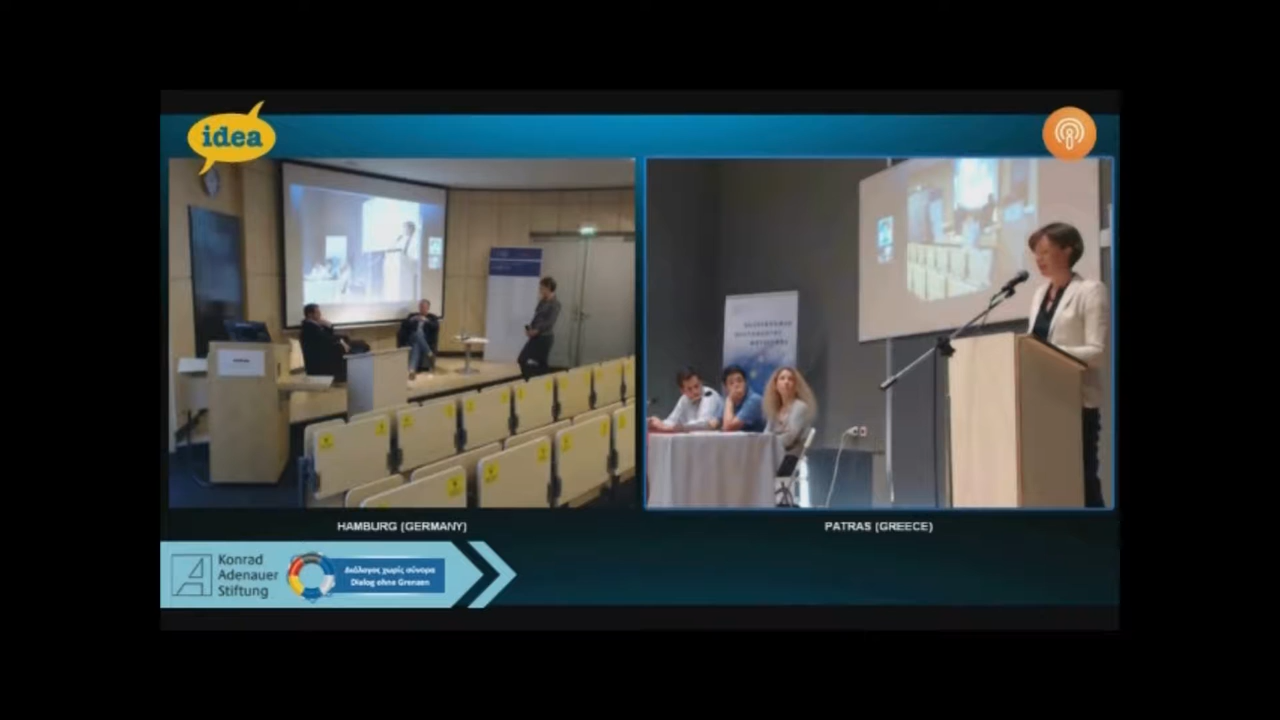 idea
HAMBURG (GERMANY)
PATRAS (GREECE)
Konrad
Adenauer
Stiftung
Διάλογος χωρίς σύνορα
Dialog ohne Grenzen